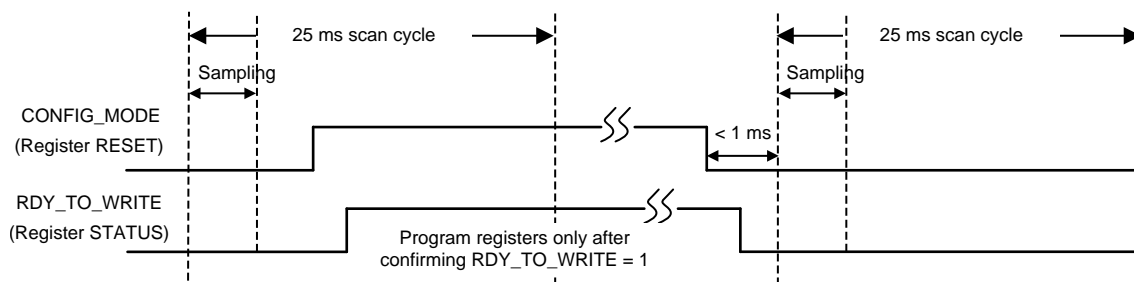 25 ms scan cycle
25 ms scan cycle
Sampling
Sampling
CONFIG_MODE
(Register RESET)
< 1 ms
RDY_TO_WRITE
(Register STATUS)
Program registers only after
confirming RDY_TO_WRITE = 1